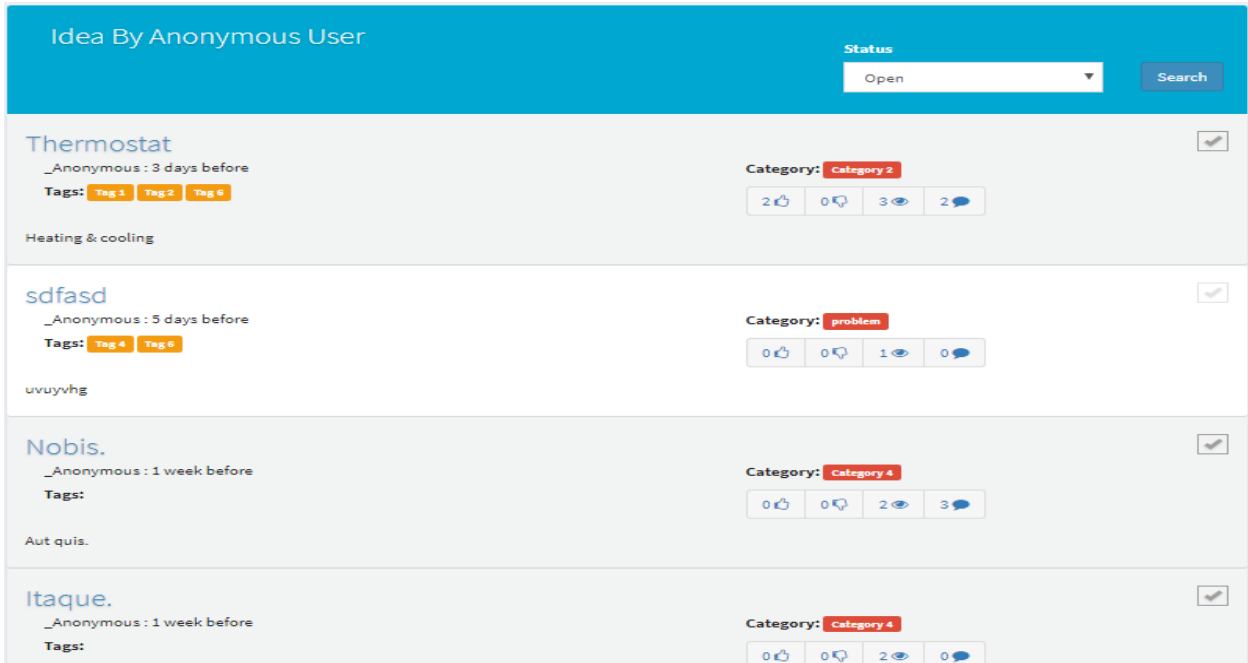 Idea By Anonymous User
Status
Open
Search
Thermostat
_Anonymous : 3 days before
Tags: Tag 1 Tag 2 Tag 6
Category: Category 2
2 0 3 2
Heating & cooling
sdfasd
_Anonymous : 5 days before
Tags: Tag 4 Tag 6
Category: problem
0 0 1 0
uvuyvhg
Nobis.
_Anonymous : 1 week before
Tags:
Category: Category 4
0 0 2 3
Aut quis.
Itaque.
_Anonymous : 1 week before
Tags:
Category: Category 4
0 0 2 0